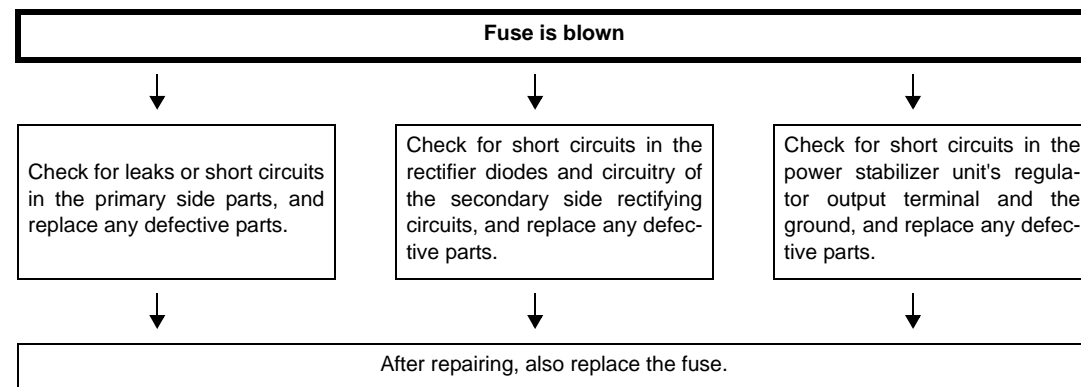 Fuse is blown
Check for leaks or short circuits
in the primary side parts, and
replace any defective parts.
Check for short circuits in the
rectifier diodes and circuitry of
the secondary side rectifying
circuits, and replace any defec-
tive parts.
Check for short circuits in the
power stabilizer unit's regula-
tor output terminal and the
ground, and replace any defec-
tive parts.
After repairing, also replace the fuse.